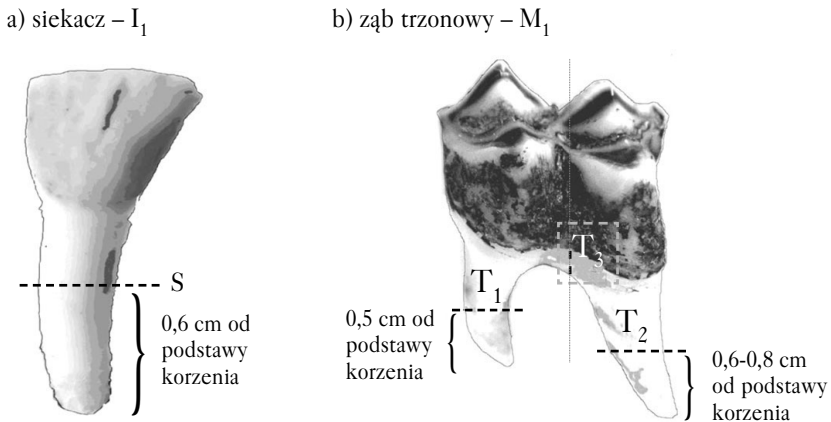 a) siekacz – I₁
b) ząb trzonowy – M₁
S
0,6 cm od
podstawy
korzenia
T₁
T₂
T₃
0,5 cm od
podstawy
korzenia
0,6-0,8 cm
od podstawy
korzenia